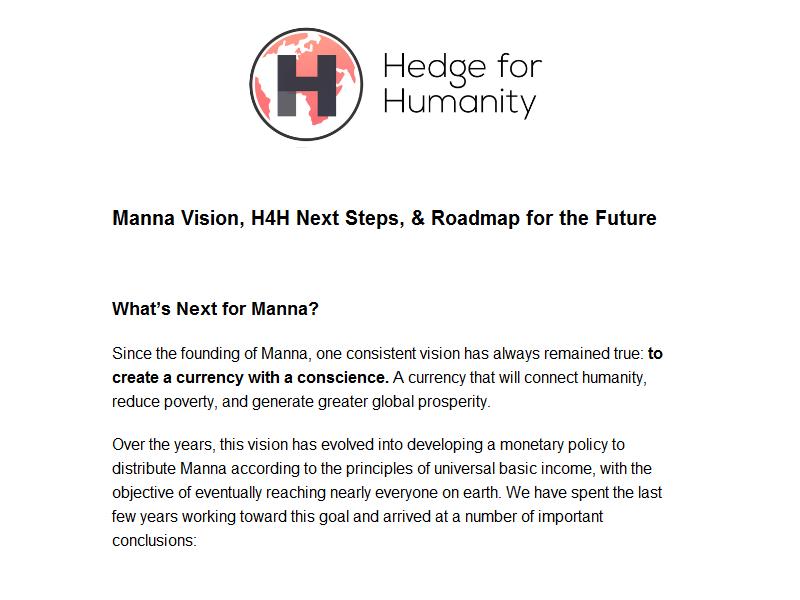 H
Hedge for
Humanity
Manna Vision, H4H Next Steps, & Roadmap for the Future
What’s Next for Manna?
Since the founding of Manna, one consistent vision has always remained true: to
create a currency with a conscience. A currency that will connect humanity,
reduce poverty, and generate greater global prosperity.
Over the years, this vision has evolved into developing a monetary policy to
distribute Manna according to the principles of universal basic income, with the
objective of eventually reaching nearly everyone on earth. We have spent the last
few years working toward this goal and arrived at a number of important
conclusions: